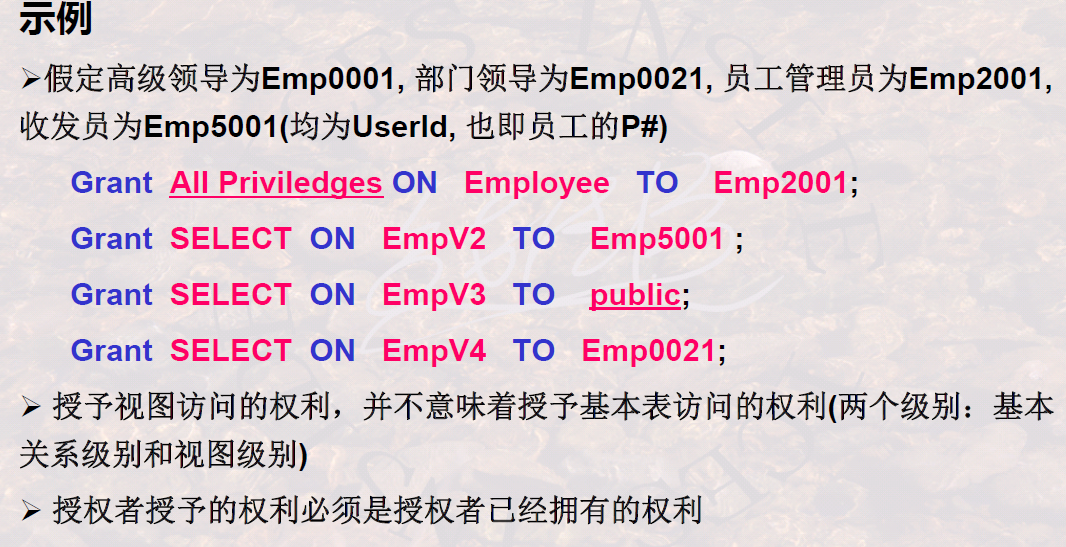 示例
➢假定高级领导为Emp0001, 部门领导为Emp0021, 员工管理员为Emp2001,
收发员为Emp5001(均为UserId, 也即员工的P#)
Grant All Priviledges ON Employee TO Emp2001;
Grant SELECT ON EmpV2 TO Emp5001 ;
Grant SELECT ON EmpV3 TO public;
Grant SELECT ON EmpV4 TO Emp0021;
➢ 授予视图访问的权利，并不意味着授予基本表访问的权利(两个级别：基本
关系级别和视图级别)
➢ 授权者授予的权利必须是授权者已经拥有的权利